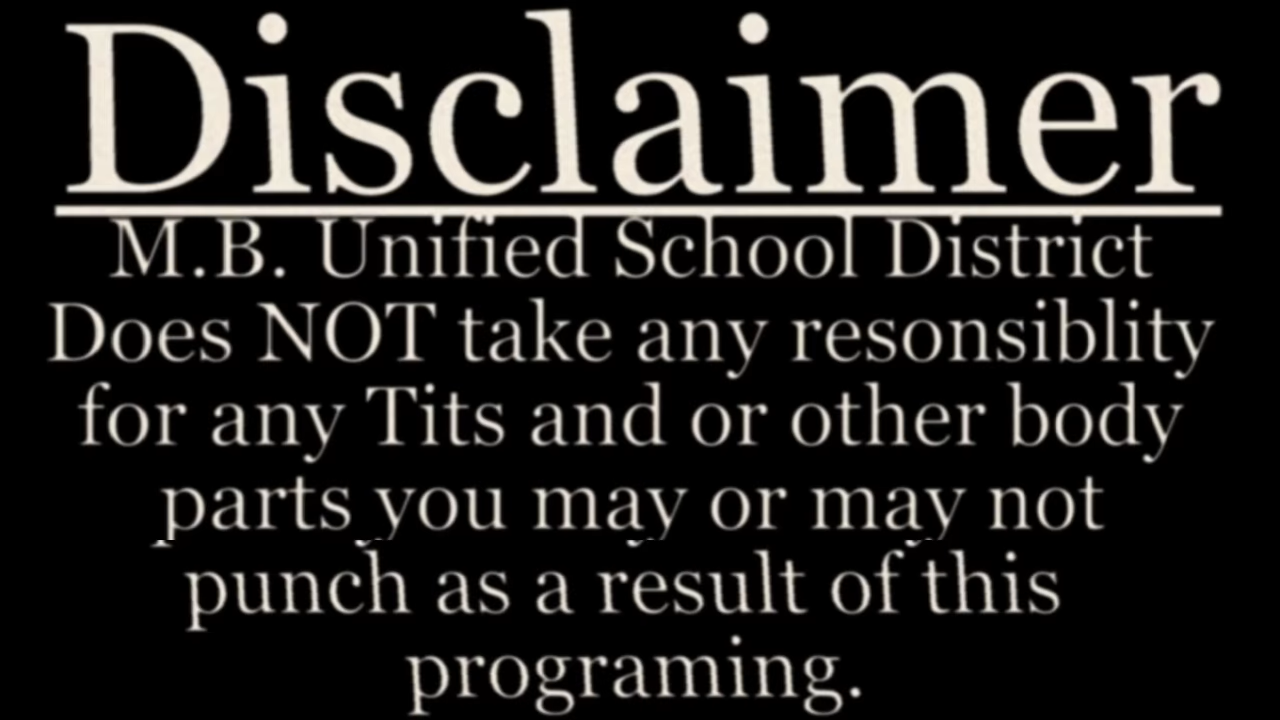 Disclaimer
M.B. Unified School District
Does NOT take any resonsiblity
for any Tits and or other body
parts you may or may not
punch as a result of this
programing.